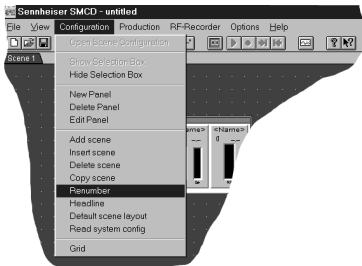 Sennheiser SMCD - untitled
File View Configuration Production RF-Recorder Options Help
Open Scene Configuration
Scene 1
Show Selection Box
Hide Selection Box
New Panel
Delete Panel
Edit Panel
Add scene
Insert scene
Delete scene
Copy scene
Renumber
Headline
Default scene layout
Read system config
Grid
ame> <Name>
0